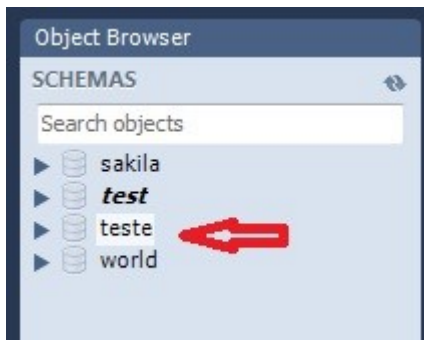 Object Browser
SCHEMAS
Search objects
sakila
test
teste
world